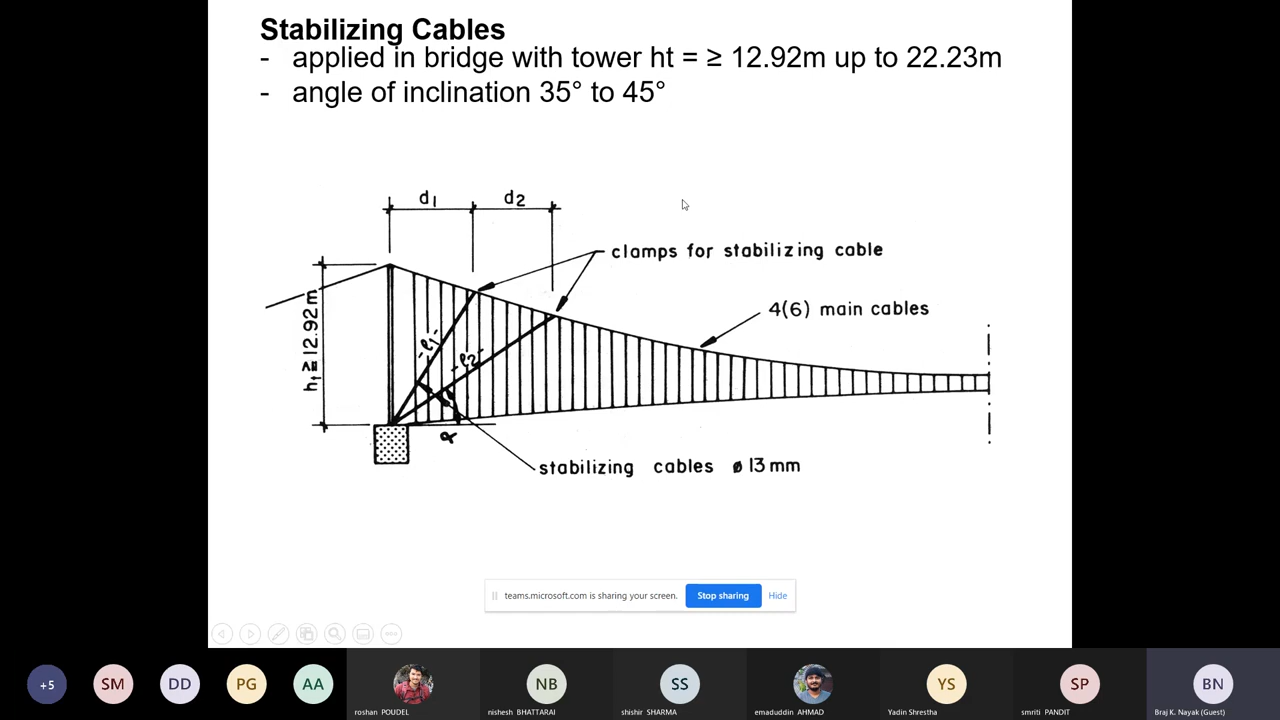 Stabilizing Cables
- applied in bridge with tower ht = ≥ 12.92m up to 22.23m
- angle of inclination 35° to 45°
d1
d2
clamps for stabilizing cable
4(6) main cables
ht ≥ 12.92 m
-ℓ1-
-ℓ2-
α
stabilizing cables ø 13 mm
teams.microsoft.com is sharing your screen.
Stop sharing
Hide
+5
SM
DD
PG
AA
NB
SS
YS
SP
BN
roshan POUDEL
nishesh BHATTARAI
shishir SHARMA
emaduddin AHMAD
Yadin Shrestha
smriti PANDIT
Braj K. Nayak (Guest)